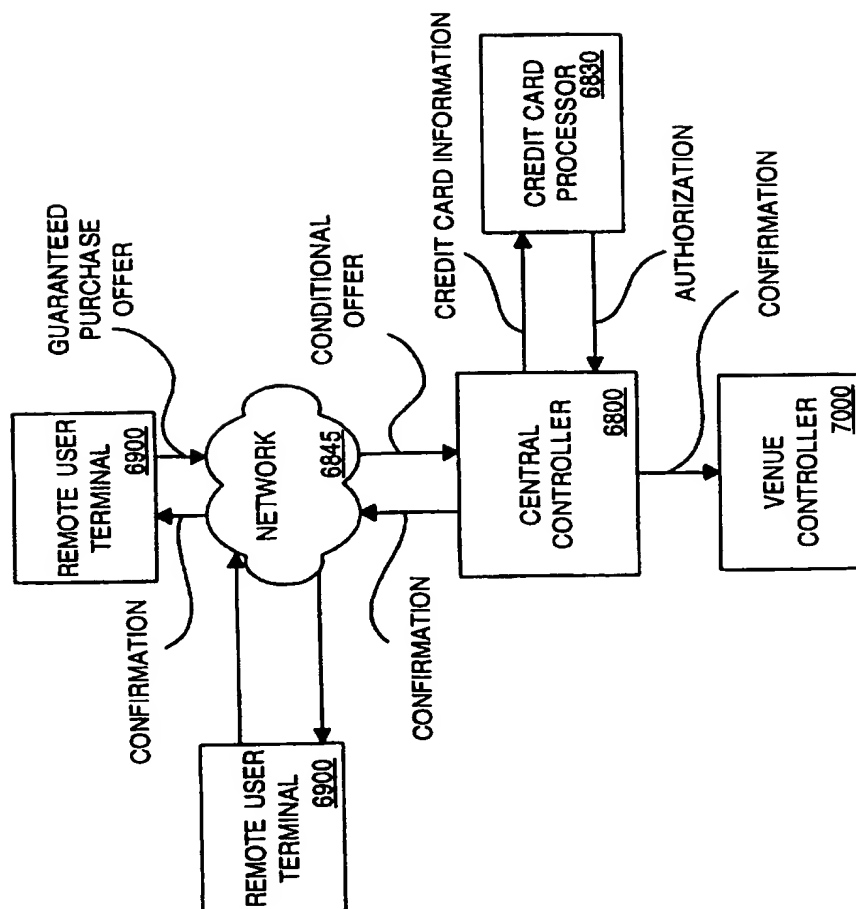 REMOTE USER
TERMINAL
6900
CONFIRMATION
CONFIRMATION
REMOTE USER
TERMINAL
6900
NETWORK
6845
CENTRAL
CONTROLLER
6800
VENUE
CONTROLLER
7000
GUARANTEED
PURCHASE
OFFER
CONDITIONAL
OFFER
CREDIT CARD INFORMATION
CREDIT CARD
PROCESSOR
6830
AUTHORIZATION
CONFIRMATION